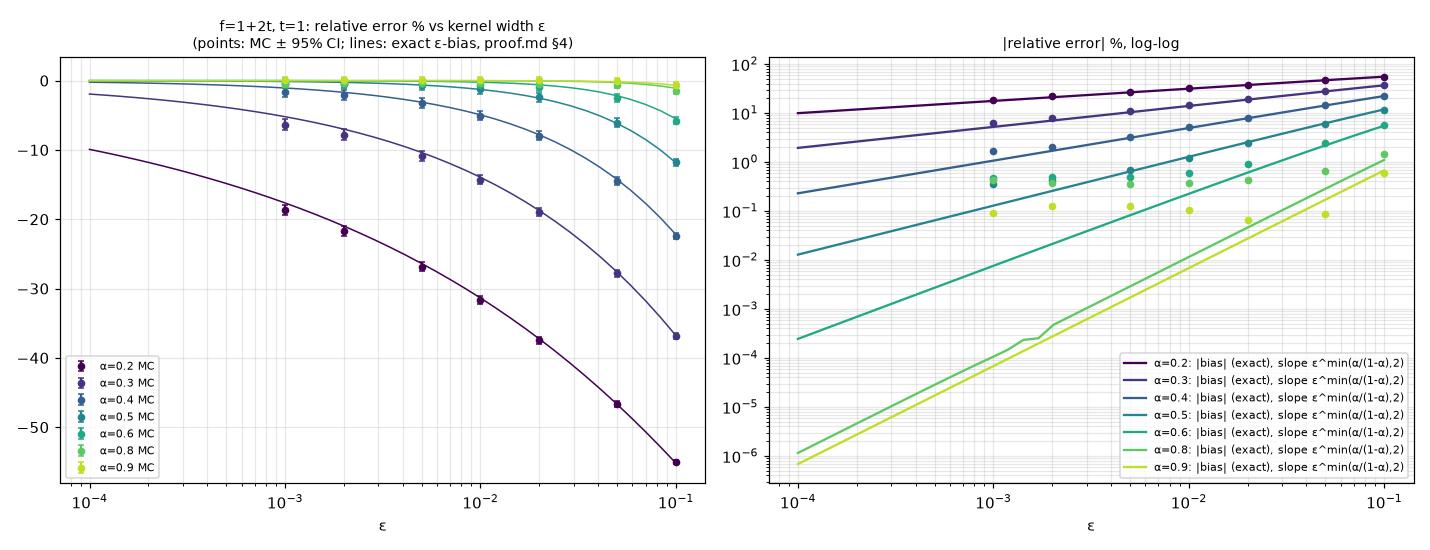 f=1+2t, t=1: relative error % vs kernel width ε
(points: MC ± 95% CI; lines: exact ε-bias, proof.md §4)
0
−10
−20
−30
−40
−50
α=0.2 MC
α=0.3 MC
α=0.4 MC
α=0.5 MC
α=0.6 MC
α=0.8 MC
α=0.9 MC
10⁻⁴
10⁻³
10⁻²
10⁻¹
ε
|relative error| %, log-log
10²
10¹
10⁰
10⁻¹
10⁻²
10⁻³
10⁻⁴
10⁻⁵
10⁻⁶
α=0.2: |bias| (exact), slope ε^min(α/(1-α),2)
α=0.3: |bias| (exact), slope ε^min(α/(1-α),2)
α=0.4: |bias| (exact), slope ε^min(α/(1-α),2)
α=0.5: |bias| (exact), slope ε^min(α/(1-α),2)
α=0.6: |bias| (exact), slope ε^min(α/(1-α),2)
α=0.8: |bias| (exact), slope ε^min(α/(1-α),2)
α=0.9: |bias| (exact), slope ε^min(α/(1-α),2)
10⁻⁴
10⁻³
10⁻²
10⁻¹
ε